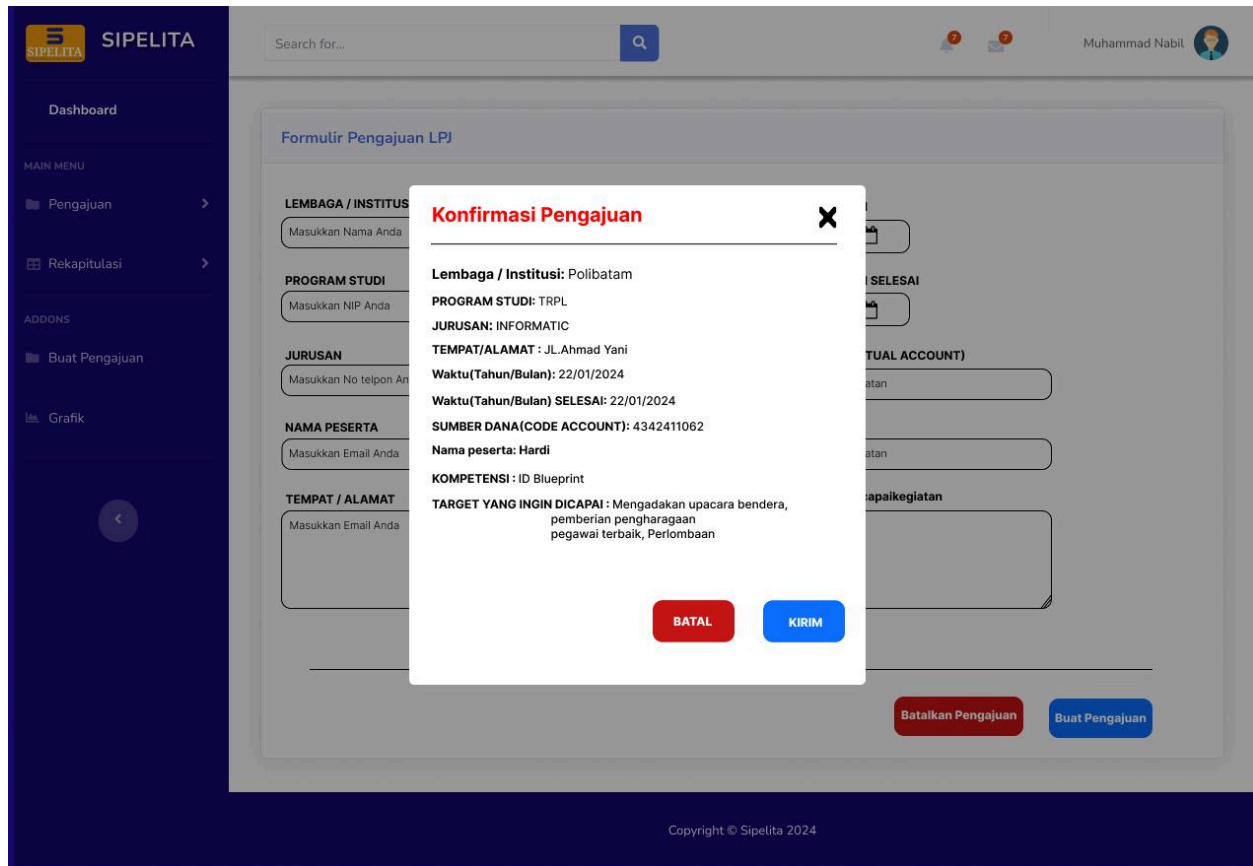 SIPELITA
SIPELITA
Search for...
7
7
Muhammad Nabil
Dashboard
MAIN MENU
Pengajuan
Rekapitulasi
ADDONS
Buat Pengajuan
Grafik
Formulir Pengajuan LPJ
LEMBAGA / INSTITUS
Masukkan Nama Anda
PROGRAM STUDI
Masukkan NIP Anda
SELESAI
JURUSAN
Masukkan No telpon An
TUAL ACCOUNT)
atan
NAMA PESERTA
Masukkan Email Anda
atan
TEMPAT / ALAMAT
Masukkan Email Anda
capaikegiatan
Konfirmasi Pengajuan
Lembaga / Institusi: Polibatam
PROGRAM STUDI: TRPL
JURUSAN: INFORMATIC
TEMPAT/ALAMAT : JL.Ahmad Yani
Waktu(Tahun/Bulan): 22/01/2024
Waktu(Tahun/Bulan) SELESAI: 22/01/2024
SUMBER DANA(CODE ACCOUNT): 4342411062
Nama peserta: Hardi
KOMPETENSI : ID Blueprint
TARGET YANG INGIN DICAPAI : Mengadakan upacara bendera,
pemberian pengharagaan
pegawai terbaik, Perlombaan
BATAL
KIRIM
Batalkan Pengajuan
Buat Pengajuan
Copyright © Sipelita 2024